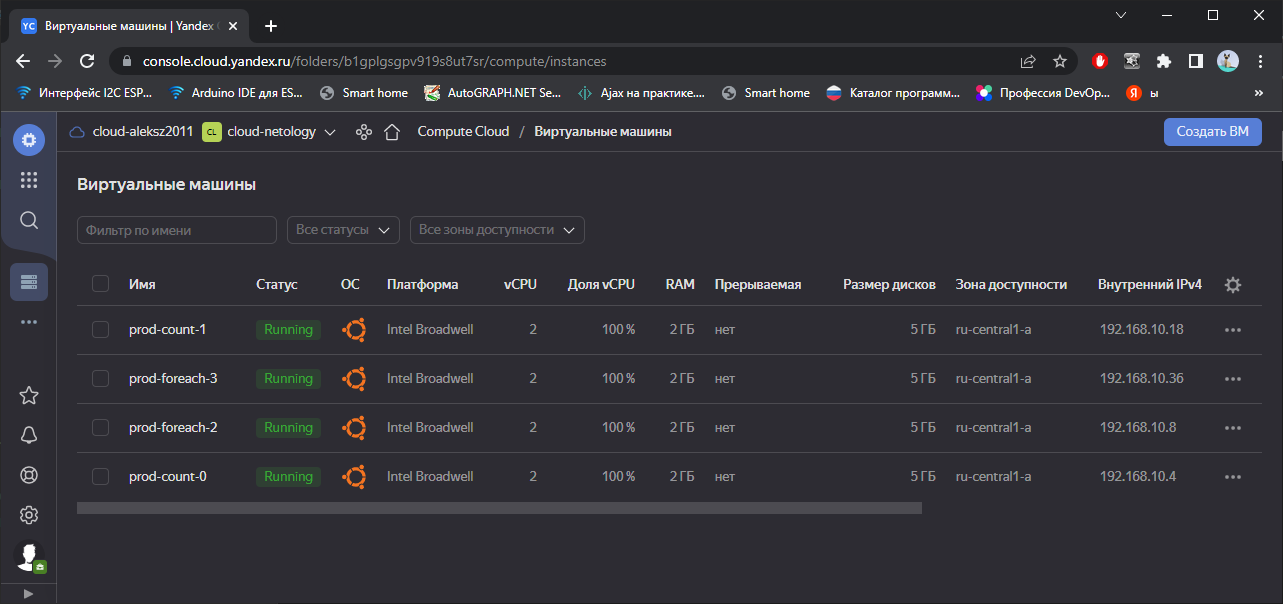 YC Виртуальные машины | Yandex
console.cloud.yandex.ru/folders/b1gplgsgpv919s8ut7sr/compute/instances
Интерфейс I2C ESP... Arduino IDE для ES... Smart home AutoGRAPH.NET Se... Ajax на практике.... Smart home Каталог программ... Профессия DevOp... Я ы »
cloud-aleksz2011 CL cloud-netology Compute Cloud / Виртуальные машины Создать ВМ
Виртуальные машины
Фильтр по имени Все статусы Все зоны доступности
Имя Статус ОС Платформа vCPU Доля vCPU RAM Прерываемая Размер дисков Зона доступности Внутренний IPv4
prod-count-1 Running Intel Broadwell 2 100 % 2 ГБ нет 5 ГБ ru-central1-a 192.168.10.18
prod-foreach-3 Running Intel Broadwell 2 100 % 2 ГБ нет 5 ГБ ru-central1-a 192.168.10.36
prod-foreach-2 Running Intel Broadwell 2 100 % 2 ГБ нет 5 ГБ ru-central1-a 192.168.10.8
prod-count-0 Running Intel Broadwell 2 100 % 2 ГБ нет 5 ГБ ru-central1-a 192.168.10.4